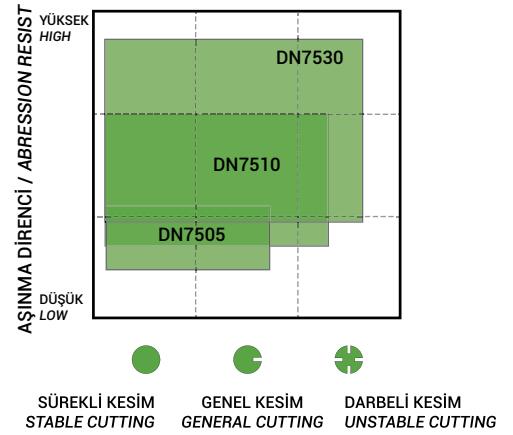 AŞINMA DİRENCİ / ABRESSION RESIST
YÜKSEK
HIGH
DN7530
DN7510
DN7505
DÜŞÜK
LOW
SÜREKLİ KESİM
STABLE CUTTING
GENEL KESİM
GENERAL CUTTING
DARBELİ KESİM
UNSTABLE CUTTING